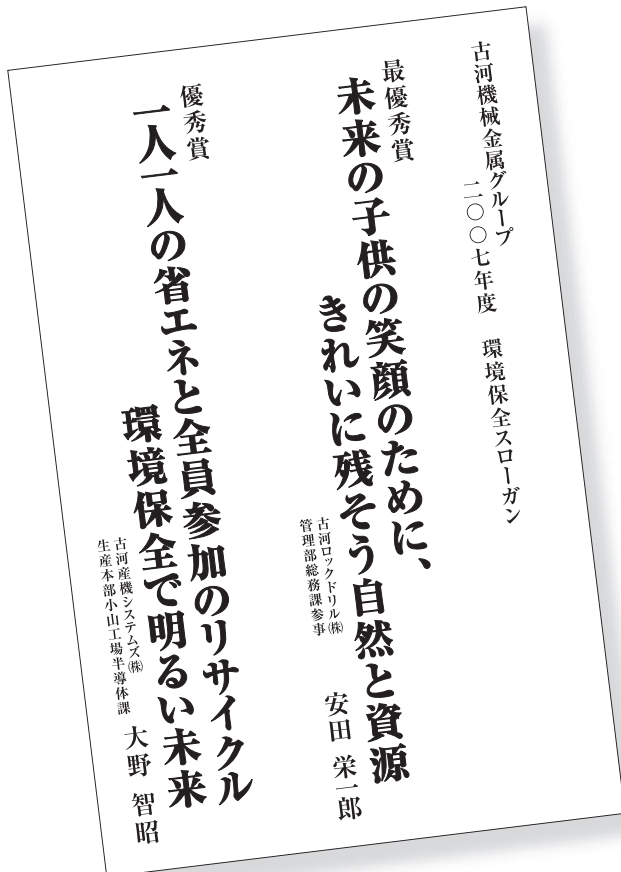 古河機械金属グループ
二〇〇七年度　環境保全スローガン
最優秀賞
未来の子供の笑顔のために、
きれいに残そう自然と資源
古河ロックドリル㈱
管理部総務課参事
安田　栄一郎
優秀賞
一人一人の省エネと全員参加のリサイクル
環境保全で明るい未来
古河産機システムズ㈱
生産本部小山工場半導体課
大野　智昭